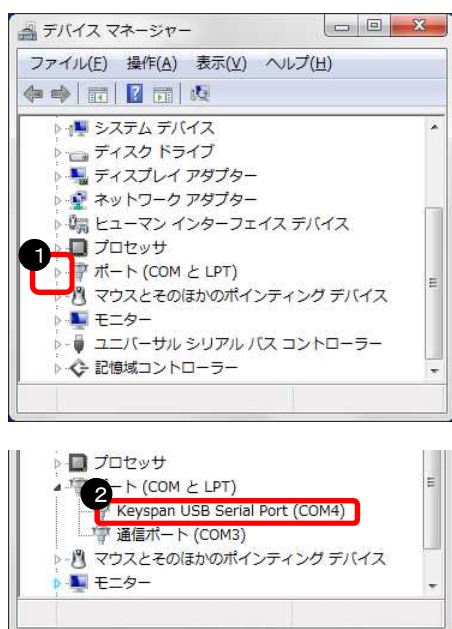 デバイス マネージャー
ファイル(F) 操作(A) 表示(V) ヘルプ(H)
システム デバイス
ディスク ドライブ
ディスプレイ アダプター
ネットワーク アダプター
ヒューマン インターフェイス デバイス
プロセッサ
1
ポート (COM と LPT)
マウスとそのほかのポインティング デバイス
モニター
ユニバーサル シリアル バス コントローラー
記憶域コントローラー
プロセッサ
ポート (COM と LPT)
2
Keyspan USB Serial Port (COM4)
通信ポート (COM3)
マウスとそのほかのポインティング デバイス
モニター